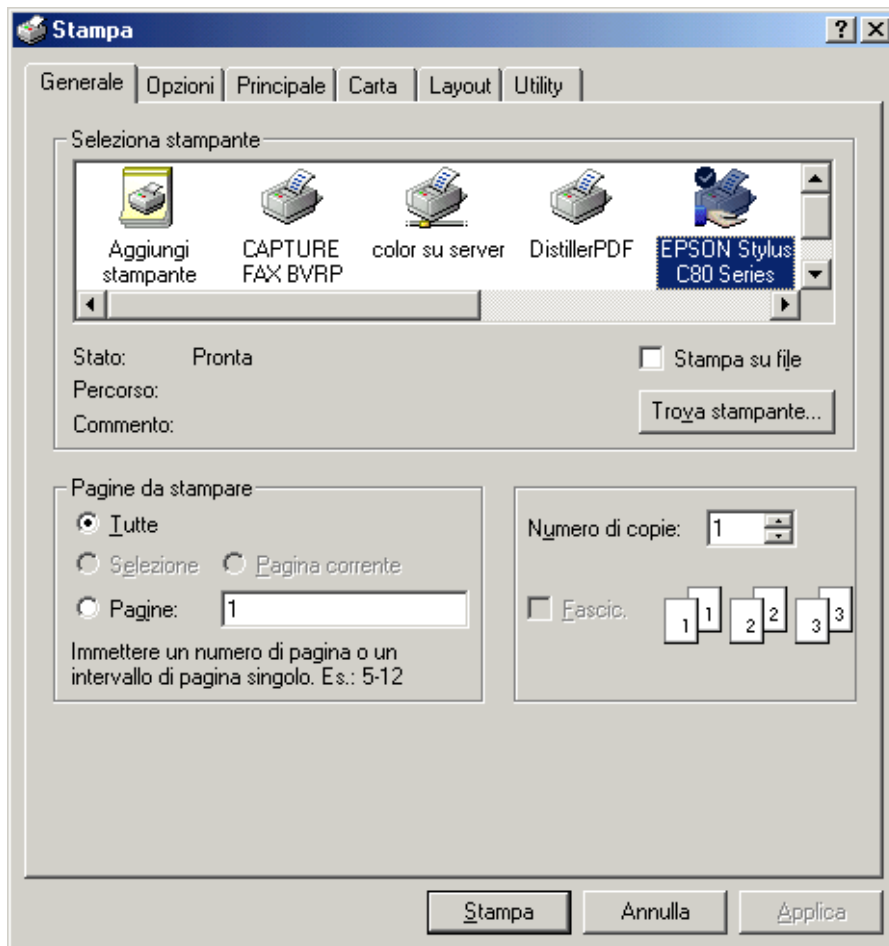 Stampa
Generale Opzioni Principale Carta Layout Utility
Seleziona stampante
Aggiungi stampante
CAPTURE FAX BVRP
color su server
DistillerPDF
EPSON Stylus C80 Series
Stato: Pronta
Percorso:
Commento:
Stampa su file
Trova stampante...
Pagine da stampare
Tutte
Selezione Pagina corrente
Pagine: 1
Immettere un numero di pagina o un
intervallo di pagina singolo. Es.: 5-12
Numero di copie: 1
Fascic.
1 1 2 2 3 3
Stampa Annulla Applica